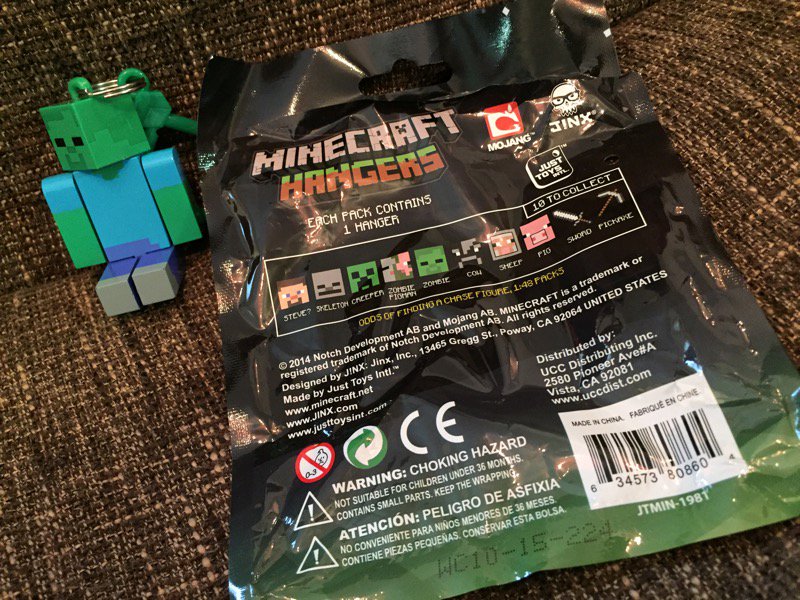 MINECRAFT
HANGERS
MOJANG
JINX
JUST
TOYS
INTL.
EACH PACK CONTAINS
1 HANGER
10 TO COLLECT
STEVE? SKELETON CREEPER ZOMBIE PIGMAN ZOMBIE COW SHEEP PIG SWORD PICKAXE
ODDS OF FINDING A CHASE FIGURE, 1:48 PACKS
© 2014 Notch Development AB and Mojang AB. MINECRAFT is a trademark or
registered trademark of Notch Development AB. All rights reserved.
Designed by JINX: Jinx, Inc., 13465 Gregg St., Poway, CA 92064 UNITED STATES
Made by Just Toys Intl.™
www.minecraft.net
www.JINX.com
www.justtoysint.com
Distributed by:
UCC Distributing Inc.
2580 Pioneer Ave#A
Vista, CA 92081
www.uccdist.com
0-3
CE
WARNING: CHOKING HAZARD
NOT SUITABLE FOR CHILDREN UNDER 36 MONTHS.
CONTAINS SMALL PARTS. KEEP THE WRAPPING.
ATENCIÓN: PELIGRO DE ASFIXIA
NO CONVENIENTE PARA NIÑOS MENORES DE 36 MESES.
CONTIENE PIEZAS PEQUEÑAS. CONSERVAR ESTA BOLSA.
MADE IN CHINA. FABRIQUÉ EN CHINE
6 34573 80860 4
JTMIN-1981
WC10-15-224